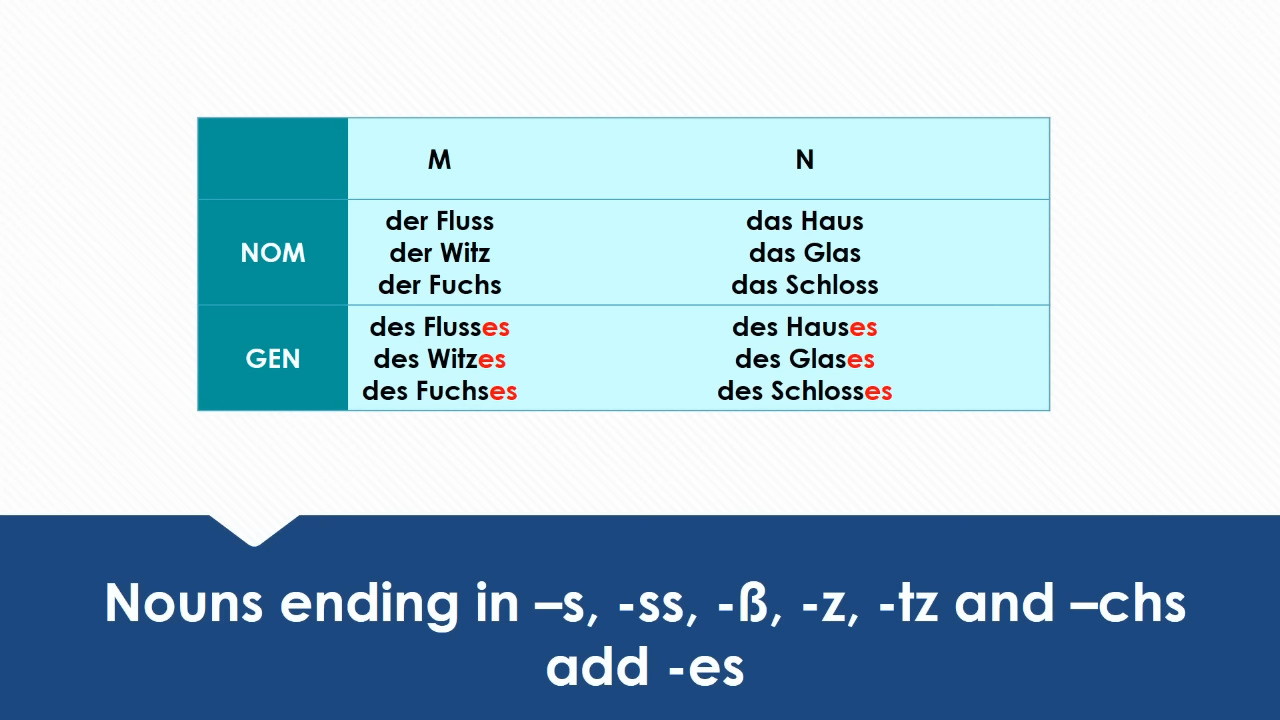 M N
NOM
der Fluss
der Witz
der Fuchs
das Haus
das Glas
das Schloss
GEN
des Flusses
des Witzes
des Fuchses
des Hauses
des Glases
des Schlosses
Nouns ending in –s, -ss, -ß, -z, -tz and –chs
add -es